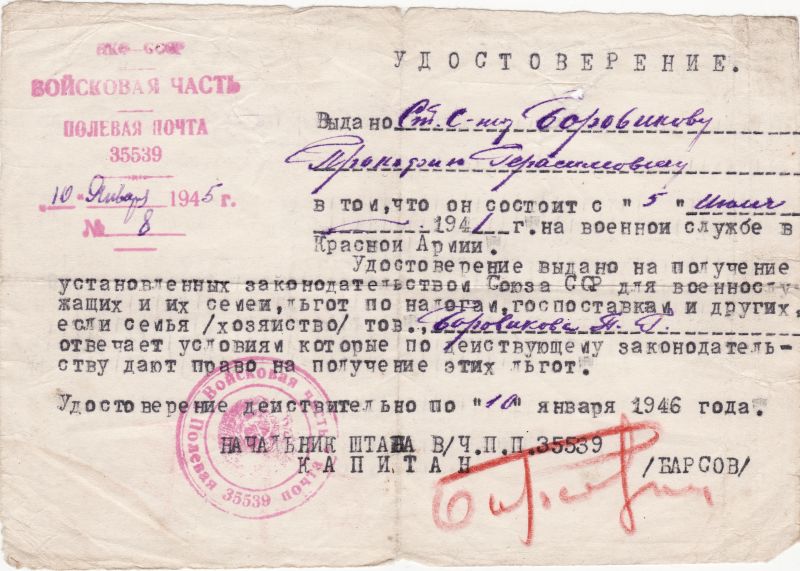 НКО СССР
ВОЙСКОВАЯ ЧАСТЬ
ПОЛЕВАЯ ПОЧТА
35539
"10" Января 1945 г.
№ 8
УДОСТОВЕРЕНИЕ.
Выдано Ст. С-ту Боровикову
Прокофию Герасимовичу
в том, что он состоит с "5" Июля
1941 г. на военной службе в
Красной Армии.
Удостоверение выдано на получение
установленных законодательством Союза ССР для военнослу-
жащих и их семей, льгот по налогам, госпоставкам и других,
если семья /хозяйство/ тов., Боровикова П. Г.
отвечает условиям которые по действующему законодатель-
ству дают право на получение этих льгот.
Удостоверение действительно по "10" января 1946 года.
НАЧАЛЬНИК ШТАБА В/Ч.П.П.35539
КАПИТАН /БАРСОВ/
Войсковая часть
Полевая 35539 почта